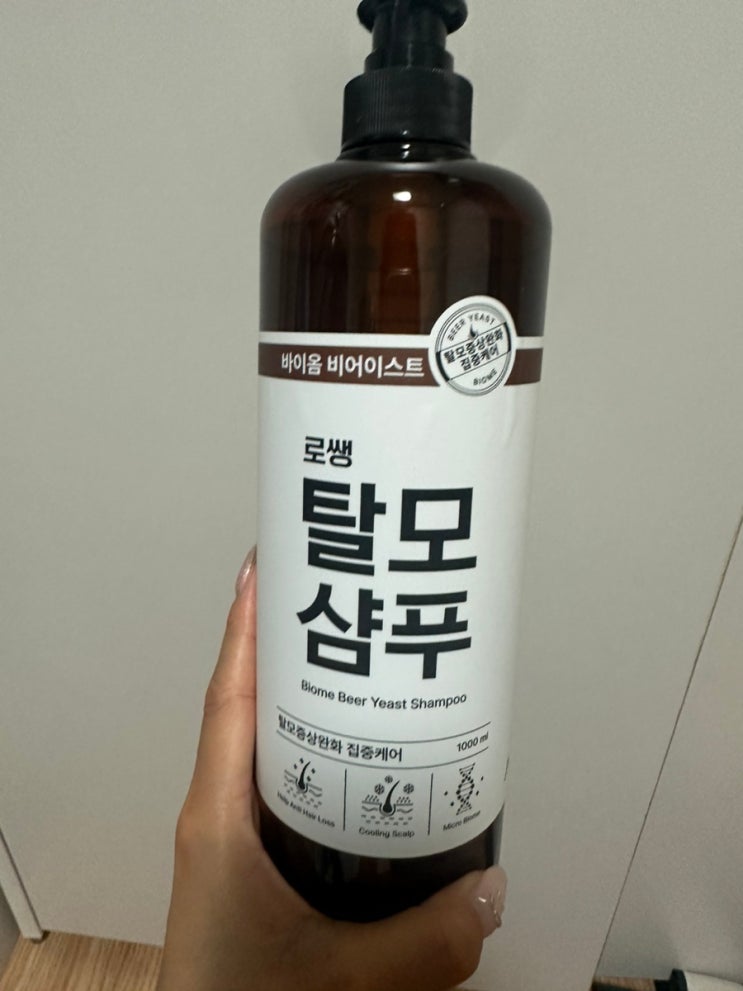 BEER YEAST
탈모증상완화
집중케어
BIOME
바이옴 비어이스트
로쌩
탈모
샴푸
Biome Beer Yeast Shampoo
탈모증상완화 집중케어
1000 ml
Help Anti Hair Loss
Cooling Scalp
Micro Biome